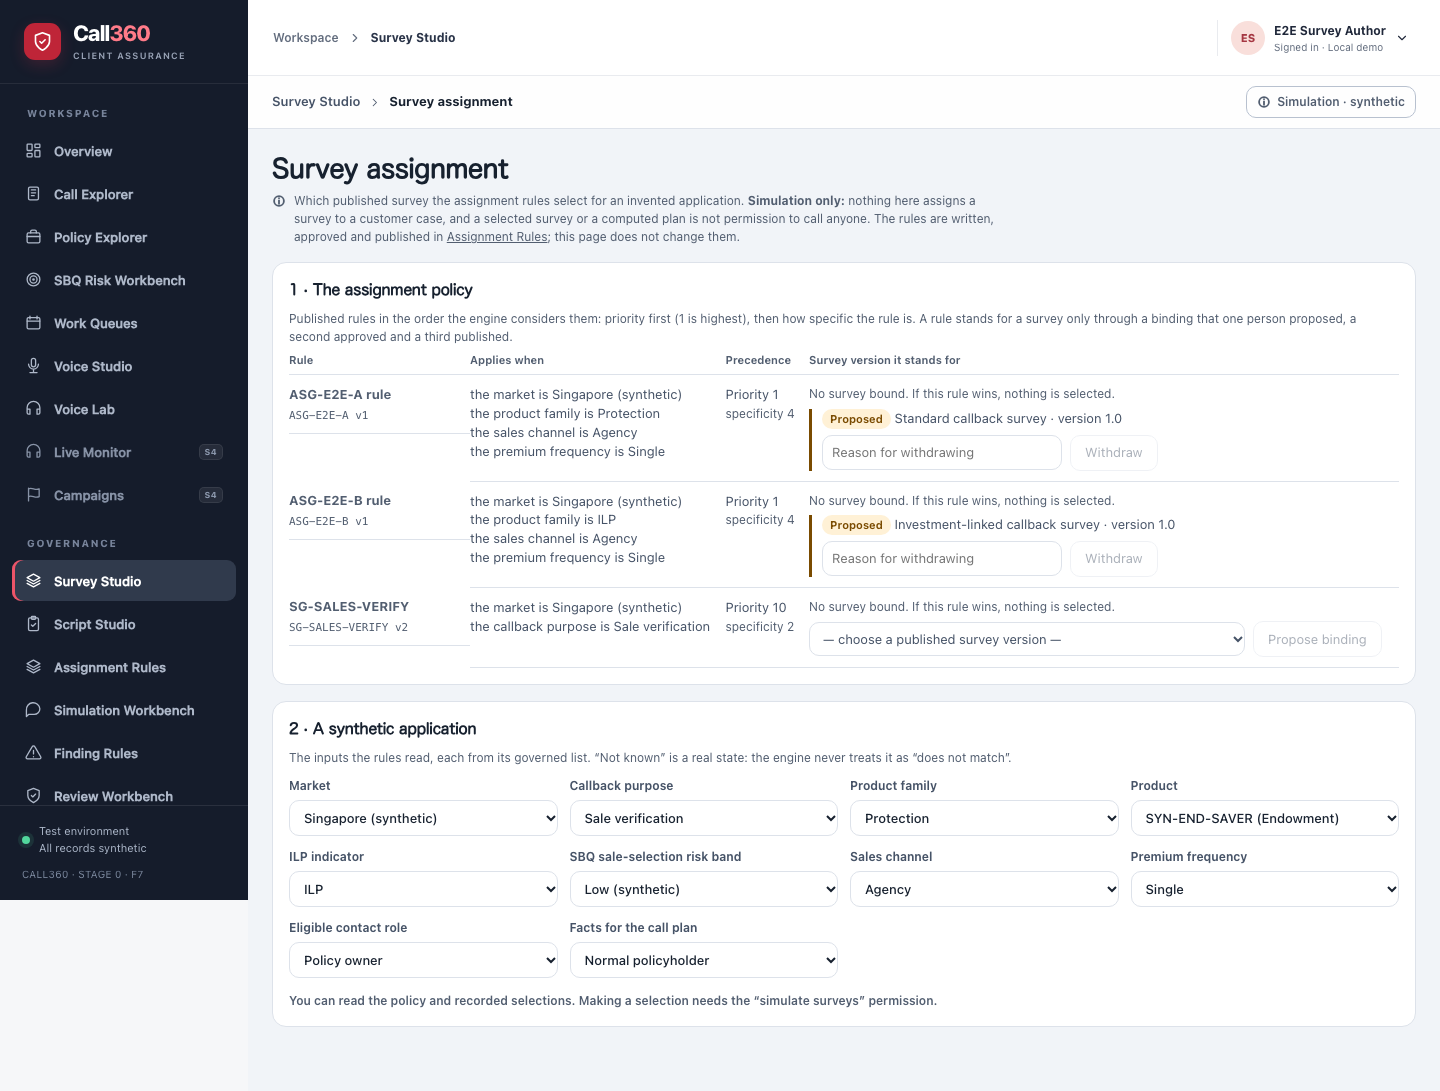 Call360
CLIENT ASSURANCE
WORKSPACE
Overview
Call Explorer
Policy Explorer
SBQ Risk Workbench
Work Queues
Voice Studio
Voice Lab
Live Monitor S4
Campaigns S4
GOVERNANCE
Survey Studio
Script Studio
Assignment Rules
Simulation Workbench
Finding Rules
Review Workbench
Test environment
All records synthetic
CALL360 · STAGE 0 · F7
Workspace > Survey Studio
ES
E2E Survey Author
Signed in · Local demo
Survey Studio > Survey assignment
Simulation · synthetic
Survey assignment
Which published survey the assignment rules select for an invented application. Simulation only: nothing here assigns a
survey to a customer case, and a selected survey or a computed plan is not permission to call anyone. The rules are written,
approved and published in Assignment Rules; this page does not change them.
1 · The assignment policy
Published rules in the order the engine considers them: priority first (1 is highest), then how specific the rule is. A rule stands for a survey only through a binding that one person proposed, a
second approved and a third published.
Rule Applies when Precedence Survey version it stands for
ASG-E2E-A rule
ASG-E2E-A v1
the market is Singapore (synthetic)
the product family is Protection
the sales channel is Agency
the premium frequency is Single
Priority 1
specificity 4
No survey bound. If this rule wins, nothing is selected.
Proposed Standard callback survey · version 1.0
Reason for withdrawing Withdraw
ASG-E2E-B rule
ASG-E2E-B v1
the market is Singapore (synthetic)
the product family is ILP
the sales channel is Agency
the premium frequency is Single
Priority 1
specificity 4
No survey bound. If this rule wins, nothing is selected.
Proposed Investment-linked callback survey · version 1.0
Reason for withdrawing Withdraw
SG-SALES-VERIFY
SG-SALES-VERIFY v2
the market is Singapore (synthetic)
the callback purpose is Sale verification
Priority 10
specificity 2
No survey bound. If this rule wins, nothing is selected.
— choose a published survey version — Propose binding
2 · A synthetic application
The inputs the rules read, each from its governed list. “Not known” is a real state: the engine never treats it as “does not match”.
Market Callback purpose Product family Product
Singapore (synthetic) Sale verification Protection SYN-END-SAVER (Endowment)
ILP indicator SBQ sale-selection risk band Sales channel Premium frequency
ILP Low (synthetic) Agency Single
Eligible contact role Facts for the call plan
Policy owner Normal policyholder
You can read the policy and recorded selections. Making a selection needs the “simulate surveys” permission.